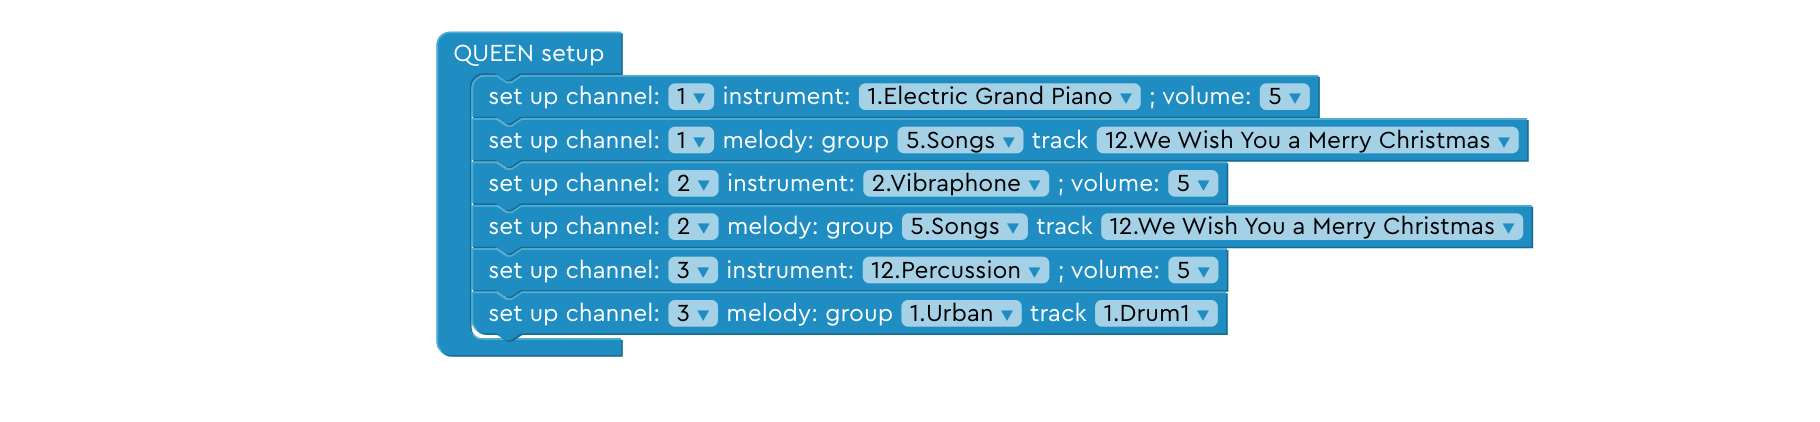 QUEEN setup
set up channel: 1 instrument: 1.Electric Grand Piano ; volume: 5
set up channel: 1 melody: group 5.Songs track 12.We Wish You a Merry Christmas
set up channel: 2 instrument: 2.Vibraphone ; volume: 5
set up channel: 2 melody: group 5.Songs track 12.We Wish You a Merry Christmas
set up channel: 3 instrument: 12.Percussion ; volume: 5
set up channel: 3 melody: group 1.Urban track 1.Drum1